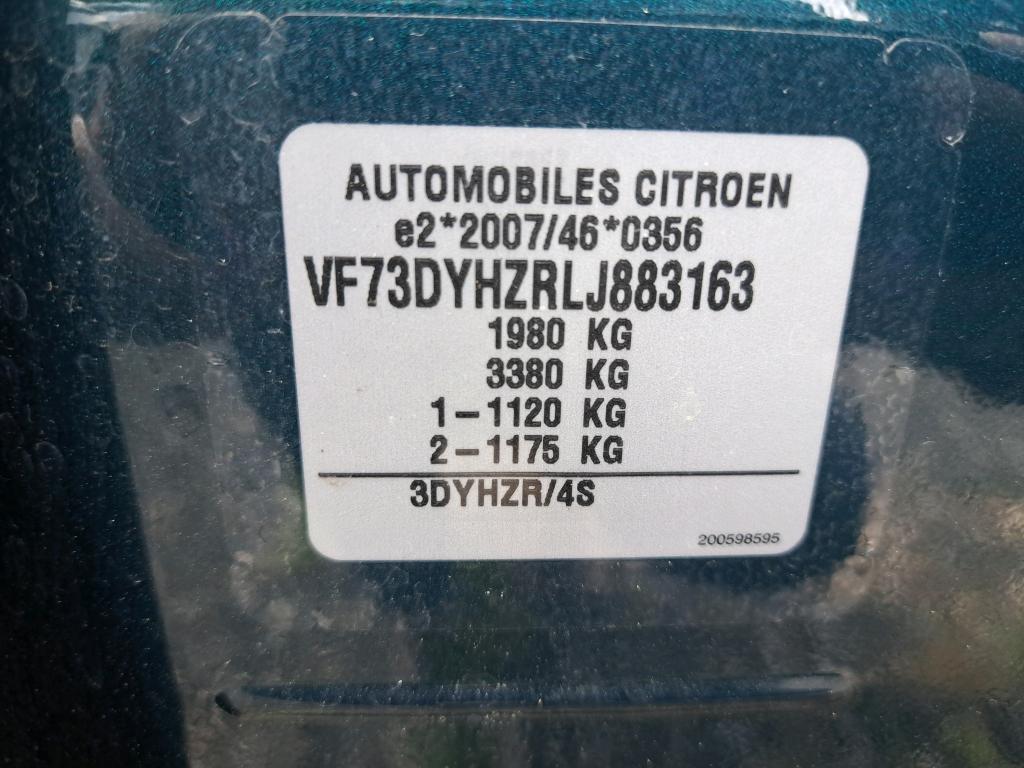 AUTOMOBILES CITROEN
e2*2007/46*0356
VF73DYHZRLJ883163
1980 KG
3380 KG
1-1120 KG
2-1175 KG
3DYHZR/4S
200598595